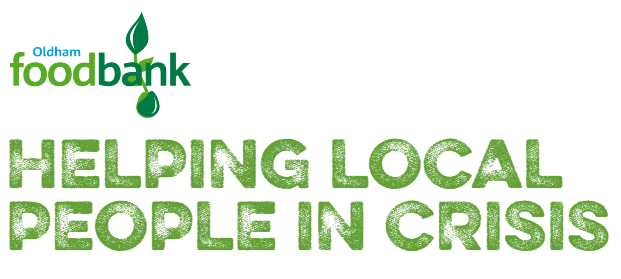 Oldham
foodbank
HELPING LOCAL
PEOPLE IN CRISIS